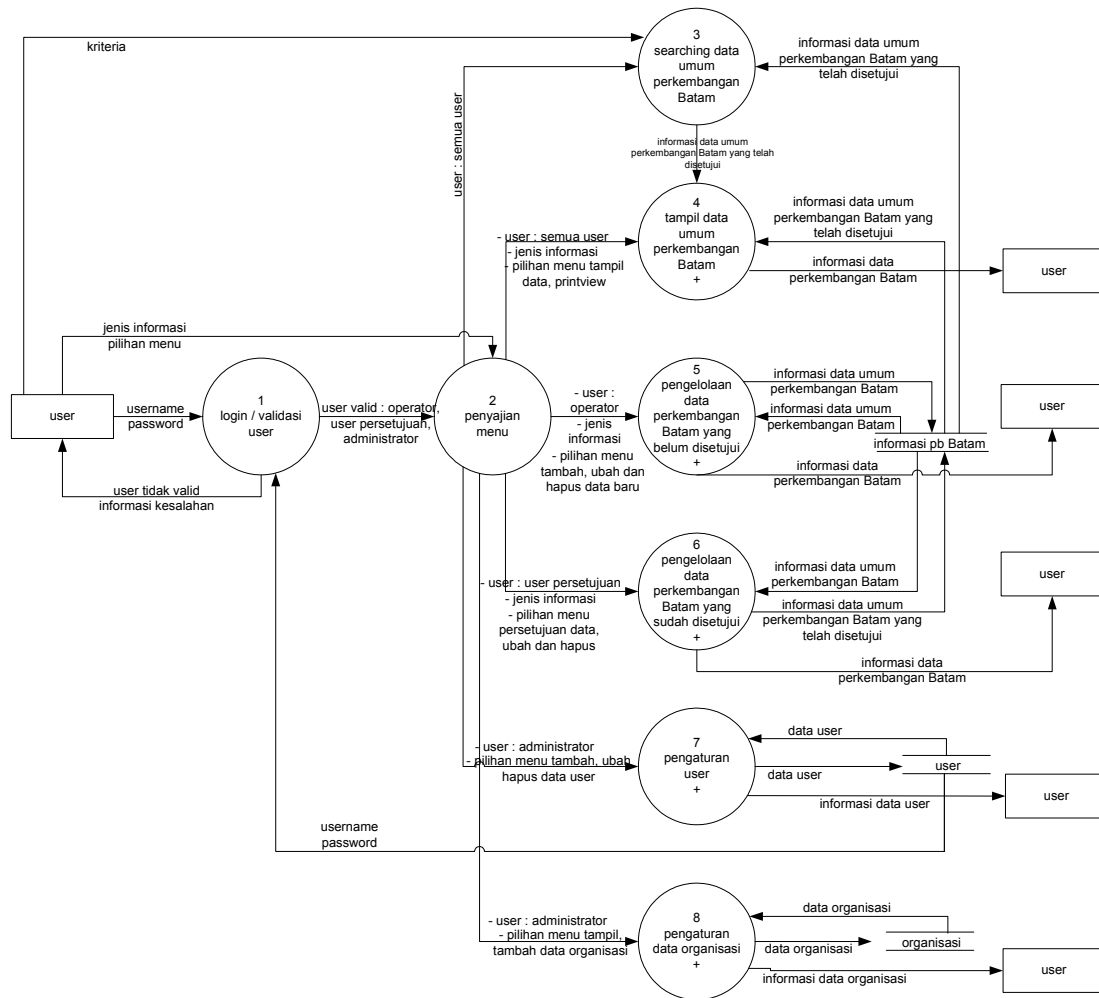 3
searching data
umum
perkembangan
Batam
kriteria
informasi data umum
perkembangan Batam yang
telah disetujui
user : semua user
informasi data umum
perkembangan Batam yang telah
disetujui
4
tampil data
umum
perkembangan
Batam
+
informasi data umum
perkembangan Batam yang
telah disetujui
- user : semua user
- jenis informasi
- pilihan menu tampil
data, printview
informasi data
perkembangan Batam
user
jenis informasi
pilihan menu
user
username
password
1
login / validasi
user
user valid : operator,
user persetujuan,
administrator
2
penyajian
menu
user tidak valid
informasi kesalahan
- user :
operator
- jenis
informasi
- pilihan menu
tambah, ubah dan
hapus data baru
5
pengelolaan
data
perkembangan
Batam yang
belum disetujui
+
informasi data umum
perkembangan Batam
informasi data umum
perkembangan Batam
informasi pb Batam
informasi data
perkembangan Batam
user
- user : user persetujuan
- jenis informasi
- pilihan menu
persetujuan data,
ubah dan hapus
6
pengelolaan
data
perkembangan
Batam yang
sudah disetujui
+
informasi data umum
perkembangan Batam
informasi data umum
perkembangan Batam yang
telah disetujui
informasi data
perkembangan Batam
user
- user : administrator
- pilihan menu tambah, ubah
hapus data user
7
pengaturan
user
+
data user
data user
user
informasi data user
user
username
password
- user : administrator
- pilihan menu tampil,
tambah data organisasi
8
pengaturan
data organisasi
+
data organisasi
data organisasi
organisasi
informasi data organisasi
user